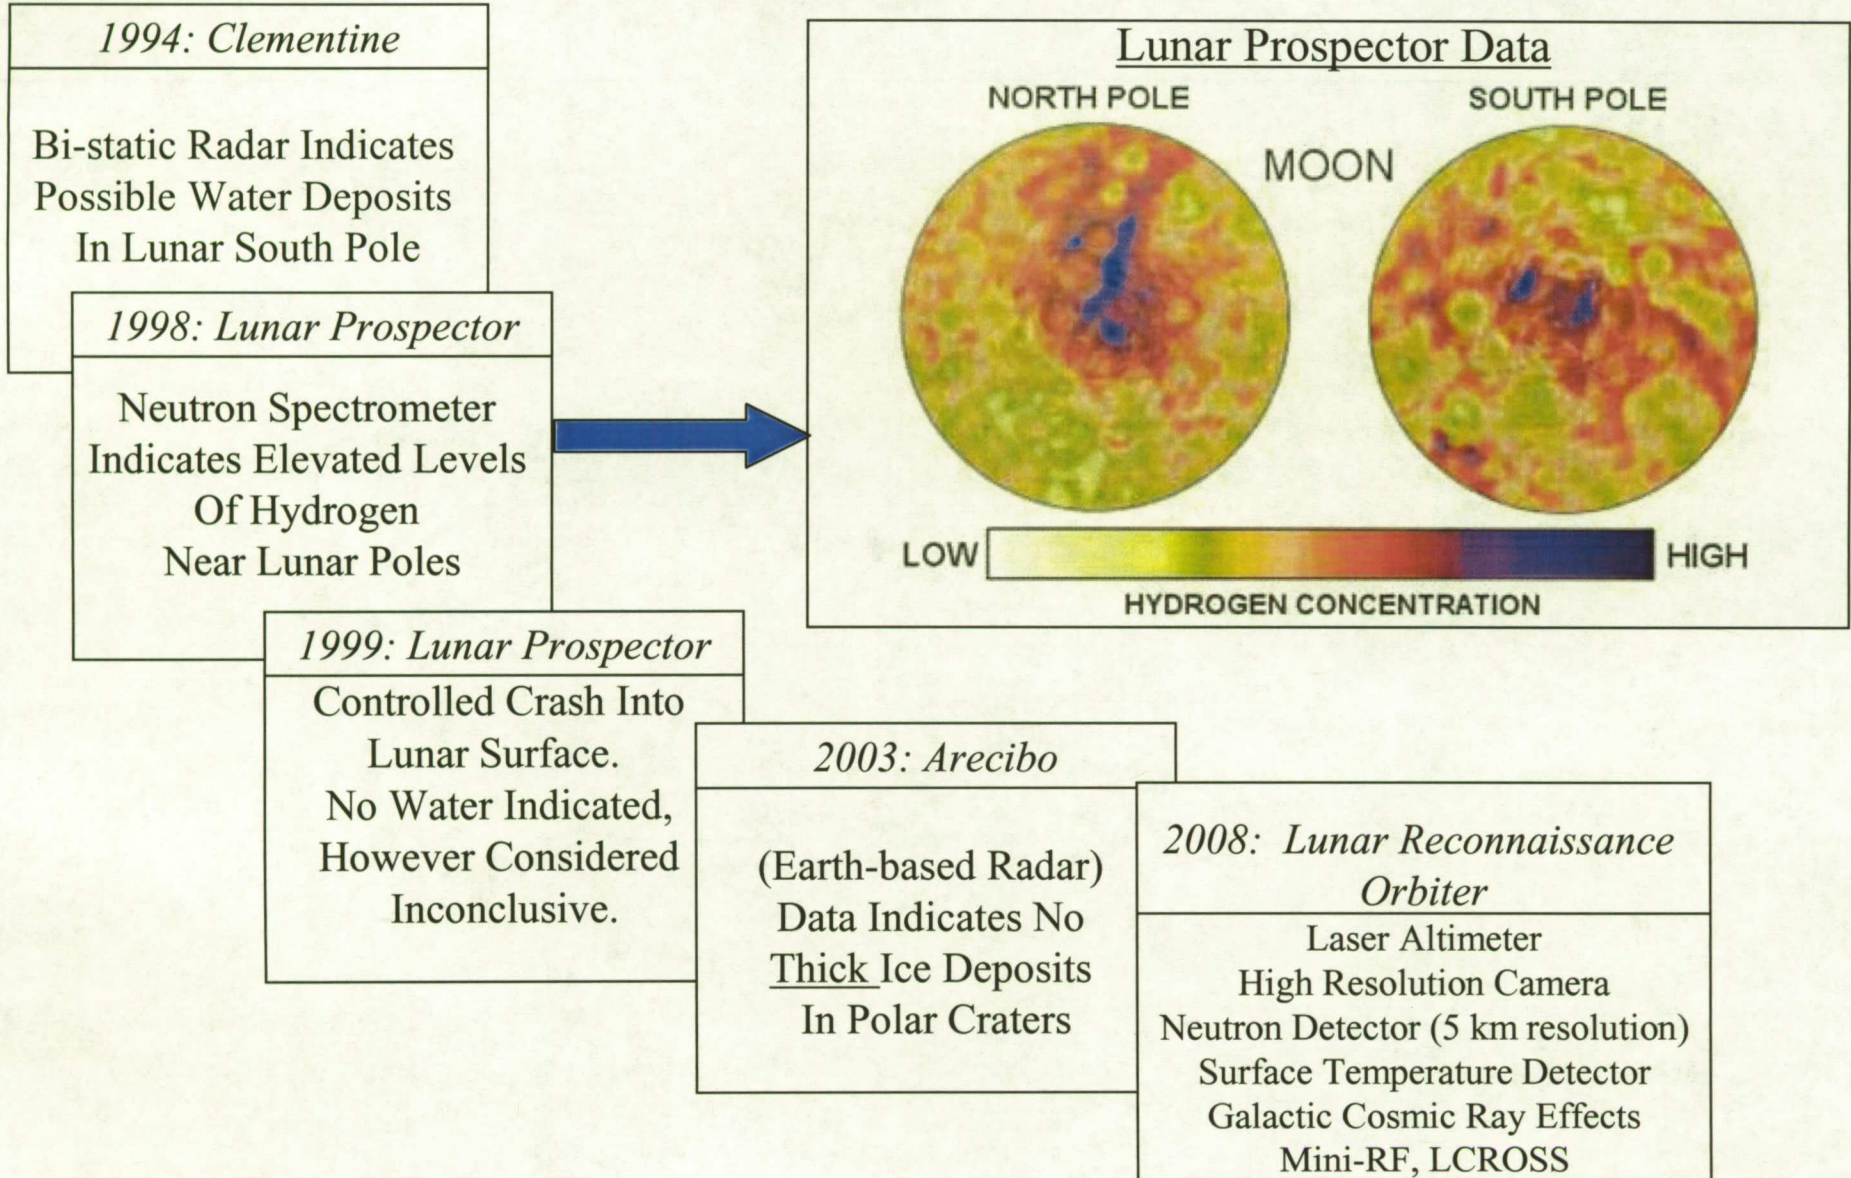 1994: Clementine
Bi-static Radar Indicates
Possible Water Deposits
In Lunar South Pole
1998: Lunar Prospector
Neutron Spectrometer
Indicates Elevated Levels
Of Hydrogen
Near Lunar Poles
Lunar Prospector Data
NORTH POLE
SOUTH POLE
MOON
LOW
HIGH
HYDROGEN CONCENTRATION
1999: Lunar Prospector
Controlled Crash Into
Lunar Surface.
No Water Indicated,
However Considered
Inconclusive.
2003: Arecibo
(Earth-based Radar)
Data Indicates No
Thick Ice Deposits
In Polar Craters
2008: Lunar Reconnaissance
Orbiter
Laser Altimeter
High Resolution Camera
Neutron Detector (5 km resolution)
Surface Temperature Detector
Galactic Cosmic Ray Effects
Mini-RF, LCROSS